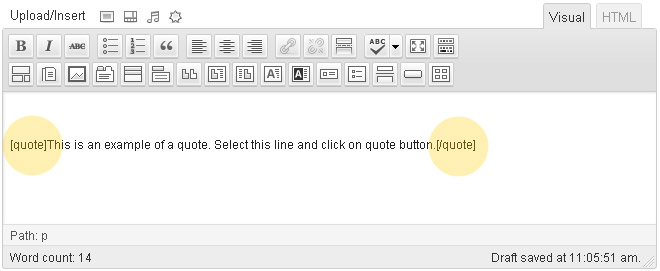 Upload/Insert
Visual
HTML
B I ABC ABC
[quote]This is an example of a quote. Select this line and click on quote button.[/quote]
Path: p
Word count: 14
Draft saved at 11:05:51 am.